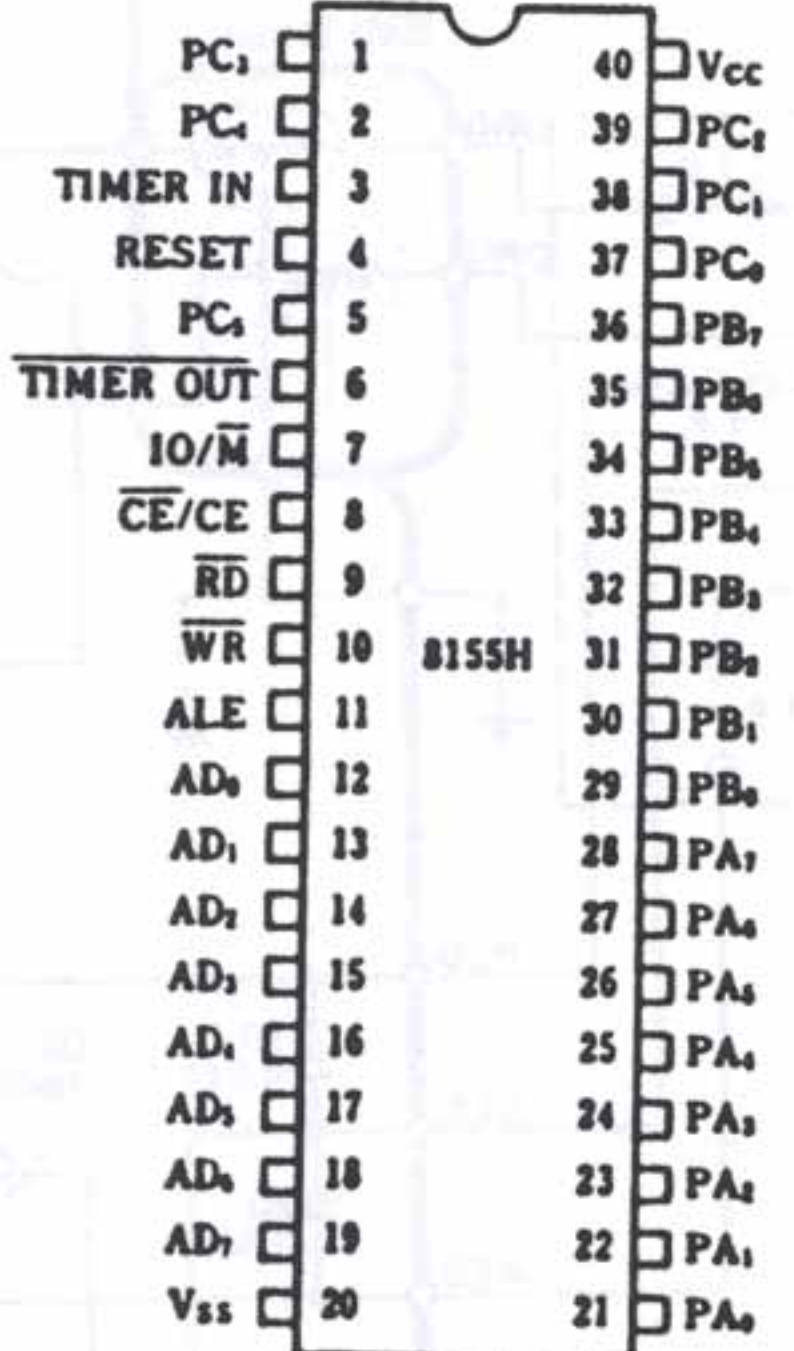 PC₃ 1 40 Vcc
PC₄ 2 39 PC₂
TIMER IN 3 38 PC₁
RESET 4 37 PC₀
PC₅ 5 36 PB₇
TIMER OUT 6 35 PB₆
IO/M 7 34 PB₅
CE/CE 8 33 PB₄
RD 9 32 PB₃
WR 10 8155H 31 PB₂
ALE 11 30 PB₁
AD₀ 12 29 PB₀
AD₁ 13 28 PA₇
AD₂ 14 27 PA₆
AD₃ 15 26 PA₅
AD₄ 16 25 PA₄
AD₅ 17 24 PA₃
AD₆ 18 23 PA₂
AD₇ 19 22 PA₁
Vss 20 21 PA₀